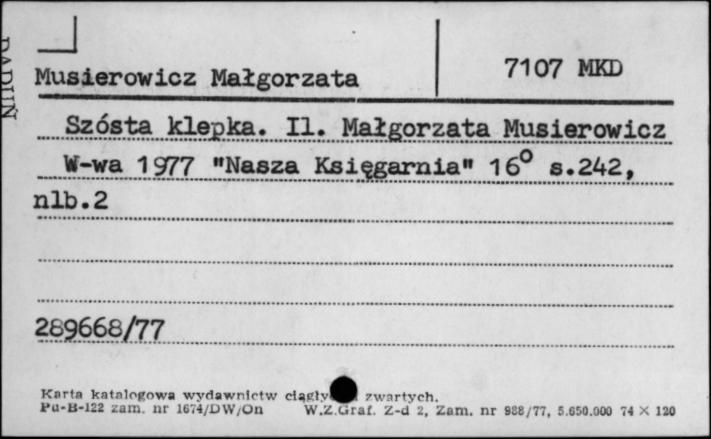 7107 MKD
Musierowicz Małgorzata
Szósta klepka. Il. Małgorzata Musierowicz
W-wa 1977 "Nasza Księgarnia" 16° s.242,
nlb.2
289668/77
Karta katalogowa wydawnictw ciągły zwartych.
Pu-B-122 zam. nr 1674/DW/On W.Z.Graf. Z-d 2, Zam. nr 988/77, 5.650.000 74 × 120